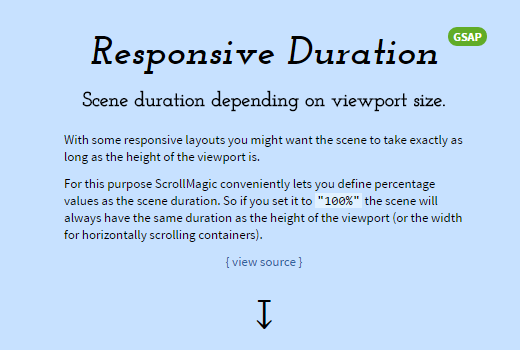 Responsive Duration
GSAP
Scene duration depending on viewport size.
With some responsive layouts you might want the scene to take exactly as
long as the height of the viewport is.
For this purpose ScrollMagic conveniently lets you define percentage
values as the scene duration. So if you set it to "100%" the scene will
always have the same duration as the height of the viewport (or the width
for horizontally scrolling containers).
{ view source }